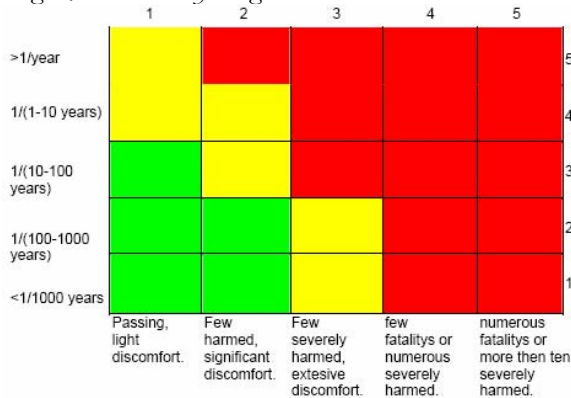 1 2 3 4 5
>1/year 5
1/(1-10 years) 4
1/(10-100
years) 3
1/(100-1000
years) 2
<1/1000 years 1
Passing,
light
discomfort.
Few
harmed,
significant
discomfort.
Few
severely
harmed,
extesive
discomfort.
few
fatalitys or
numerous
severely
harmed.
numerous
fatalitys or
more then ten
severely
harmed.